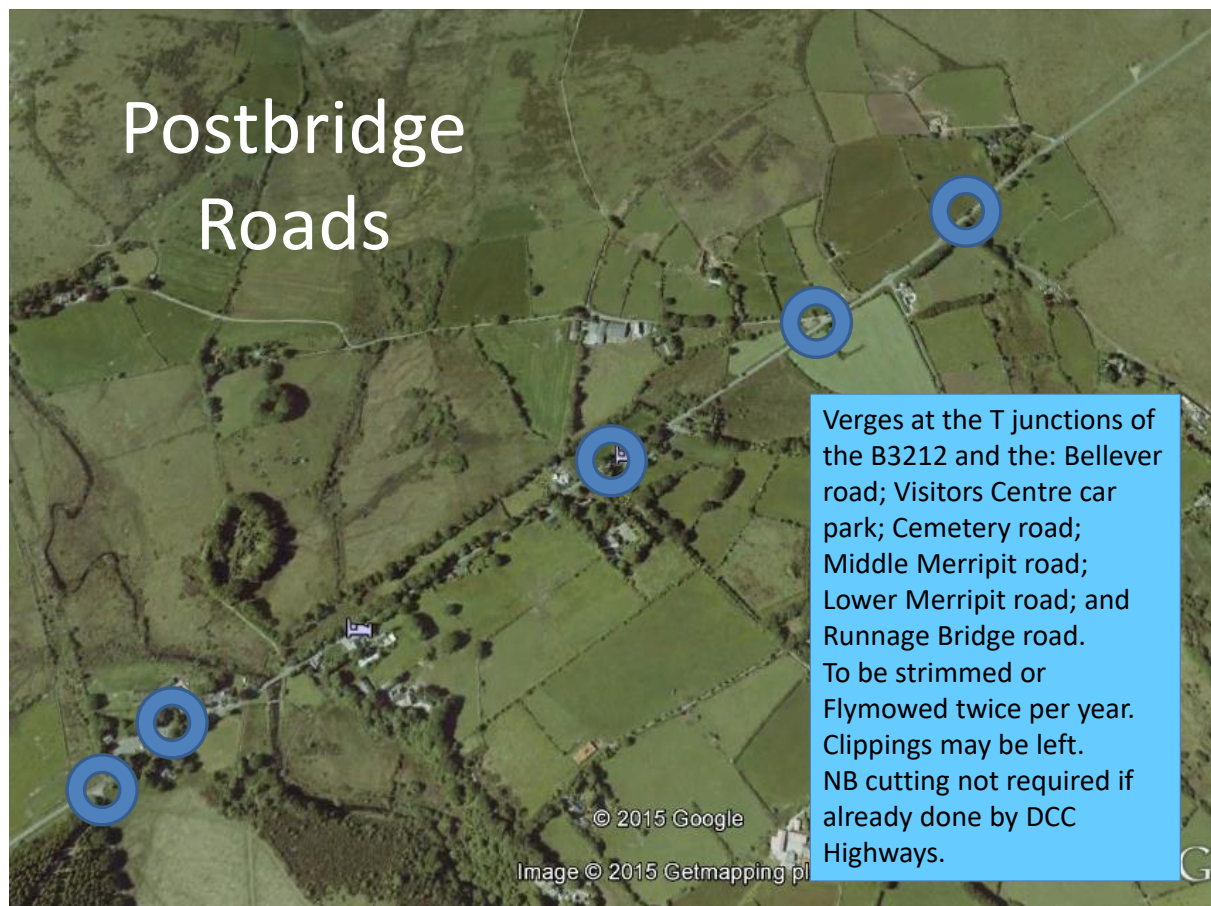 Postbridge
Roads
Verges at the T junctions of
the B3212 and the: Bellever
road; Visitors Centre car
park; Cemetery road;
Middle Merripit road;
Lower Merripit road; and
Runnage Bridge road.
To be strimmed or
Flymowed twice per year.
Clippings may be left.
NB cutting not required if
already done by DCC
Highways.
© 2015 Google
Image © 2015 Getmapping pl
G